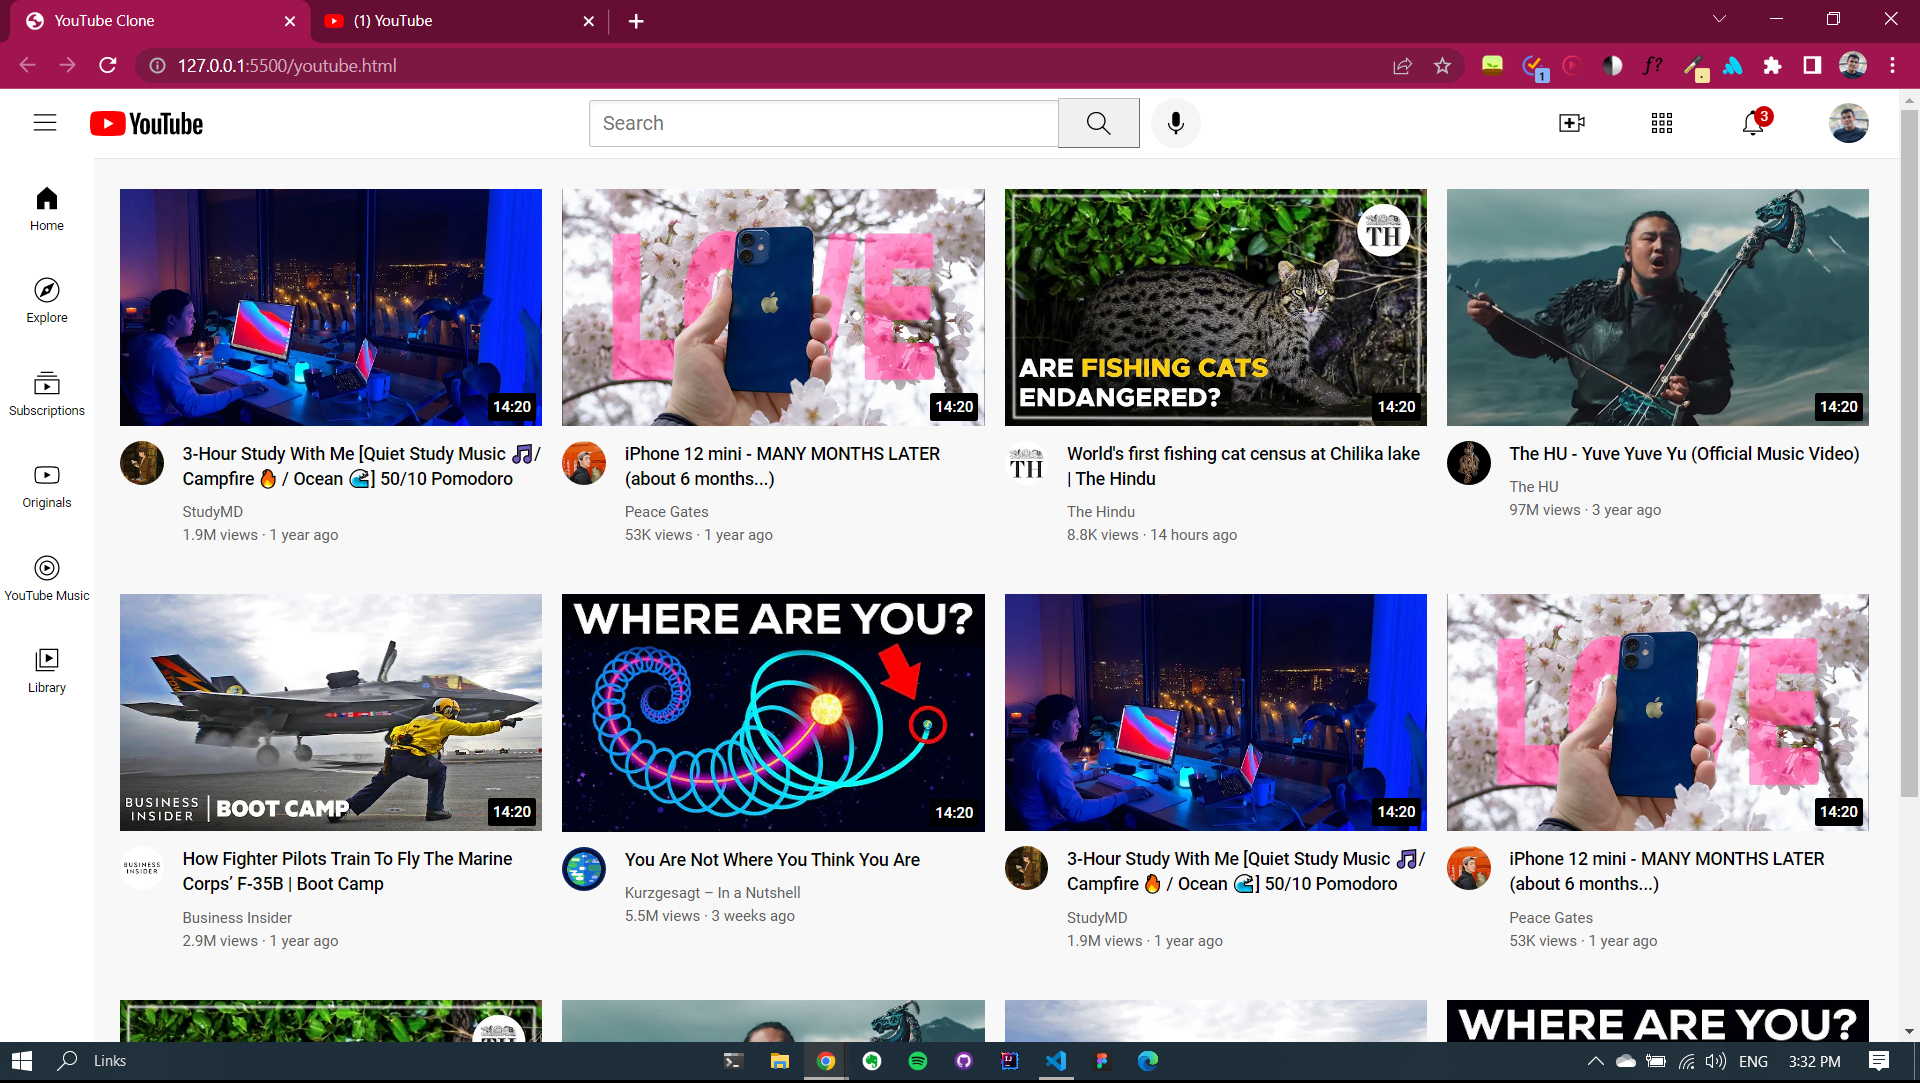 YouTube Clone
(1) YouTube
127.0.0.1:5500/youtube.html
1
f?
YouTube
Search
3
Home
Explore
Subscriptions
Originals
YouTube Music
Library
14:20
LOVE
14:20
TH
ARE FISHING CATS
ENDANGERED?
14:20
14:20
3-Hour Study With Me [Quiet Study Music 🎵/
Campfire 🔥 / Ocean 🌊] 50/10 Pomodoro
StudyMD
1.9M views · 1 year ago
iPhone 12 mini - MANY MONTHS LATER
(about 6 months...)
Peace Gates
53K views · 1 year ago
TH
World's first fishing cat census at Chilika lake
| The Hindu
The Hindu
8.8K views · 14 hours ago
The HU - Yuve Yuve Yu (Official Music Video)
The HU
97M views · 3 year ago
BUSINESS
INSIDER
BOOT CAMP
14:20
WHERE ARE YOU?
14:20
14:20
LOVE
14:20
BUSINESS
INSIDER
How Fighter Pilots Train To Fly The Marine
Corps’ F-35B | Boot Camp
Business Insider
2.9M views · 1 year ago
You Are Not Where You Think You Are
Kurzgesagt – In a Nutshell
5.5M views · 3 weeks ago
3-Hour Study With Me [Quiet Study Music 🎵/
Campfire 🔥 / Ocean 🌊] 50/10 Pomodoro
StudyMD
1.9M views · 1 year ago
iPhone 12 mini - MANY MONTHS LATER
(about 6 months...)
Peace Gates
53K views · 1 year ago
TH
WHERE ARE YOU?
Links
ENG
3:32 PM